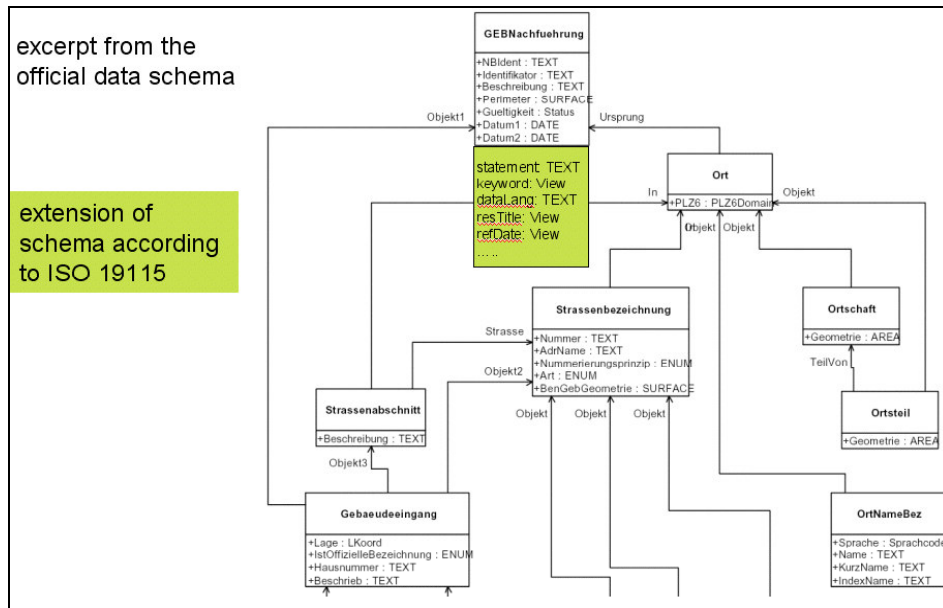 excerpt from the
official data schema
GEBNachfuehrung
+NBIdent : TEXT
+Identifikator : TEXT
+Beschreibung : TEXT
+Perimeter : SURFACE
+Gueltigkeit : Status
+Datum1 : DATE
+Datum2 : DATE
Objekt1
Ursprung
statement: TEXT
keyword: View
dataLang: TEXT
resTitle: View
refDate: View
.....
extension of
schema according
to ISO 19115
Ort
+PLZ6 : PLZ6Domain
In
Objekt
Objekt
Objekt
Strassenbezeichnung
+Nummer : TEXT
+AdrName : TEXT
+Nummerierungsprinzip : ENUM
+Art : ENUM
+BenGebGeometrie : SURFACE
Strasse
Objekt2
Ortschaft
+Geometrie : AREA
TeilVon
Ortsteil
+Geometrie : AREA
Strassenabschnitt
+Beschreibung : TEXT
Objekt
Objekt
Objekt
Objekt3
Gebaeudeeingang
+Lage : LKoord
+IstOffizielleBezeichnung : ENUM
+Hausnummer : TEXT
+Beschrieb : TEXT
OrtNameBez
+Sprache : Sprachcode
+Name : TEXT
+KurzName : TEXT
+IndexName : TEXT